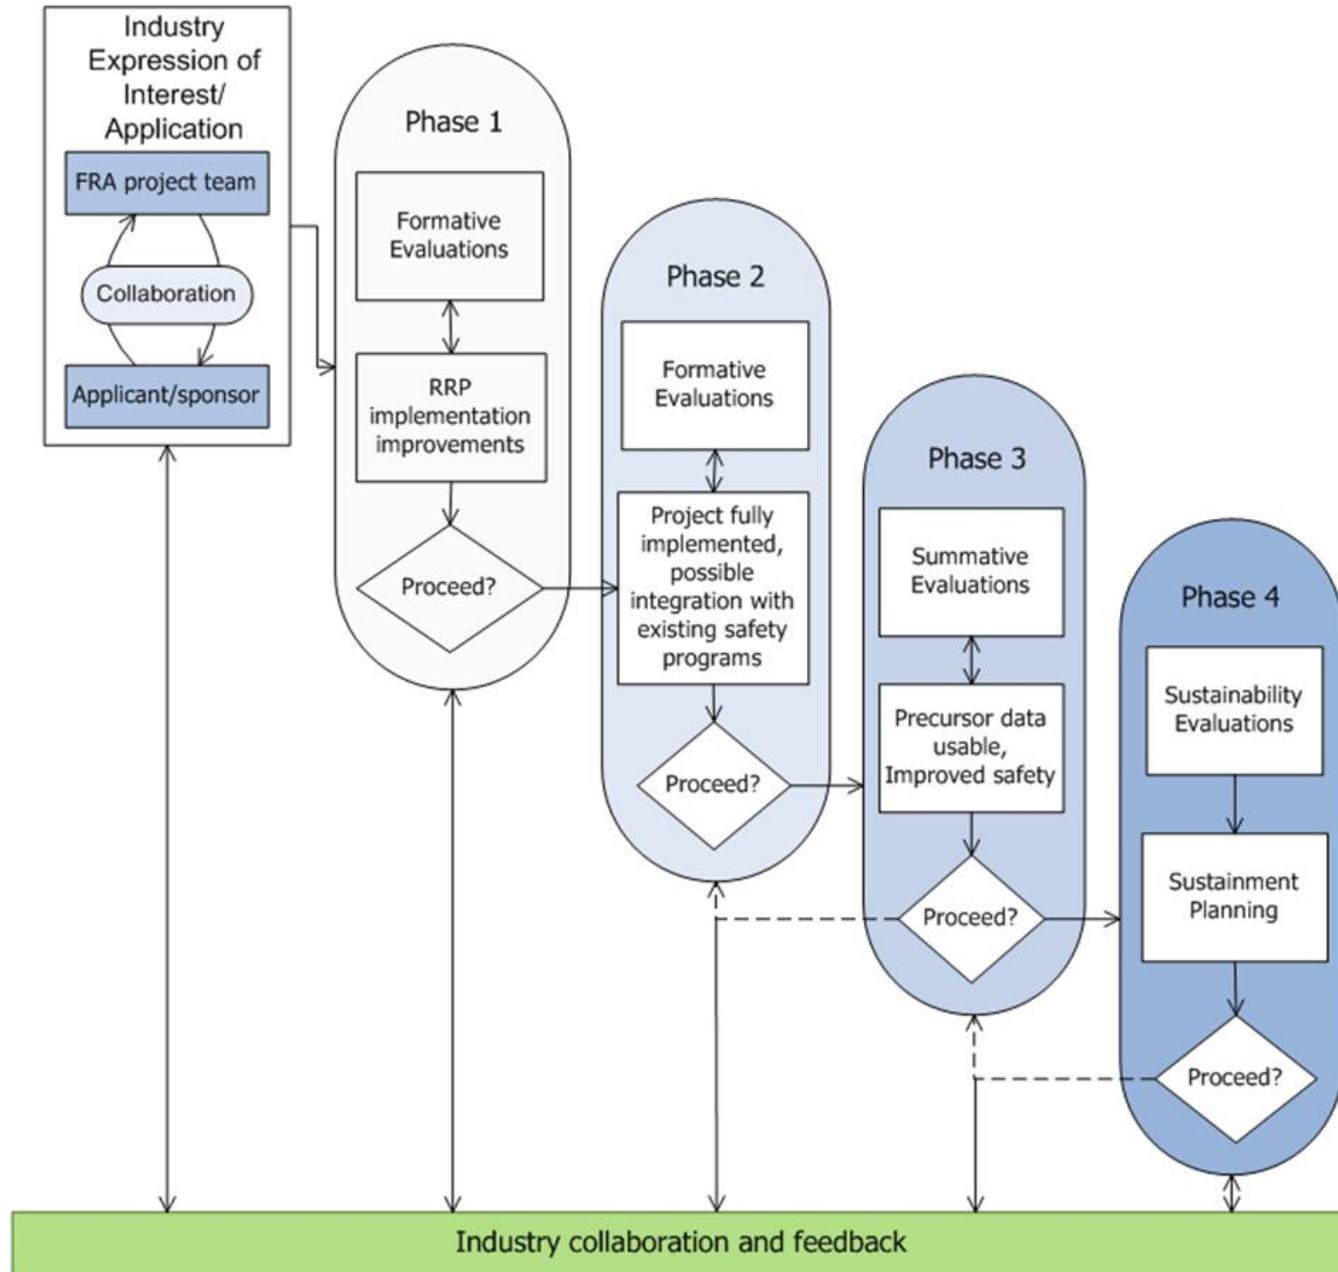 Industry
Expression of
Interest/
Application
FRA project team
Collaboration
Applicant/sponsor
Phase 1
Formative
Evaluations
RRP
implementation
improvements
Proceed?
Phase 2
Formative
Evaluations
Project fully
implemented,
possible
integration with
existing safety
programs
Proceed?
Phase 3
Summative
Evaluations
Precursor data
usable,
Improved safety
Proceed?
Phase 4
Sustainability
Evaluations
Sustainment
Planning
Proceed?
Industry collaboration and feedback